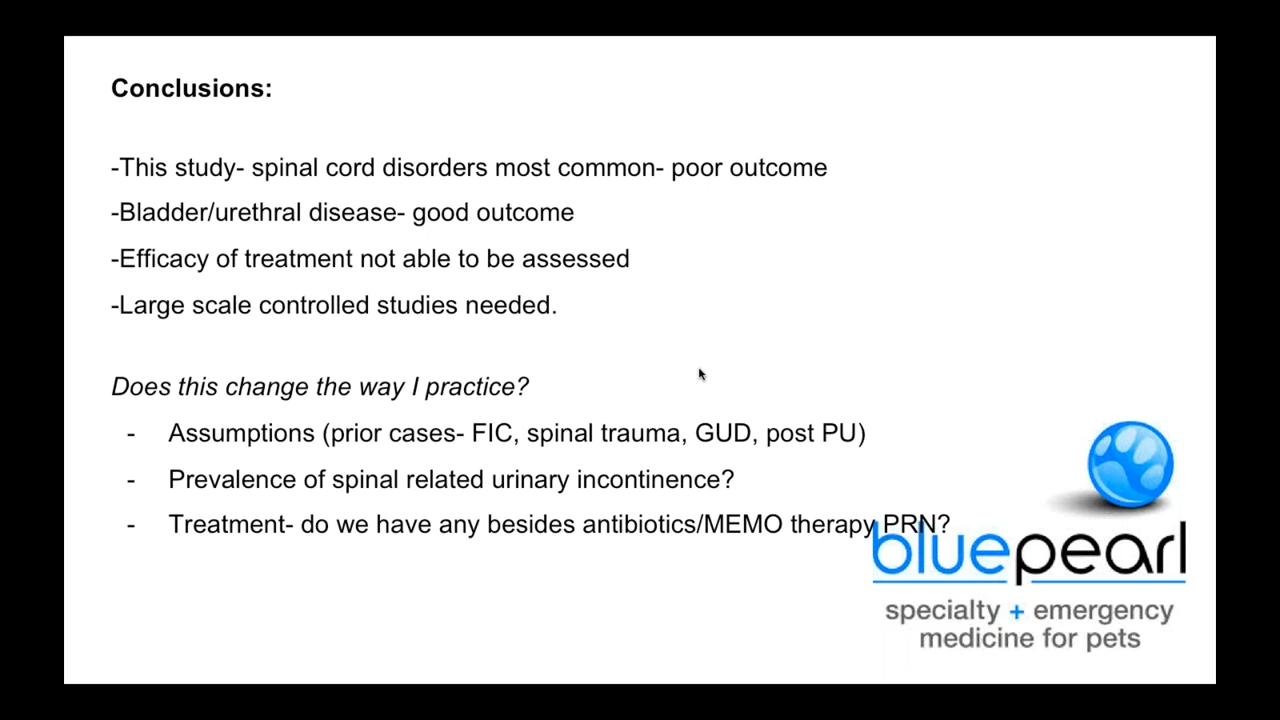 Conclusions:
-This study- spinal cord disorders most common- poor outcome
-Bladder/urethral disease- good outcome
-Efficacy of treatment not able to be assessed
-Large scale controlled studies needed.
Does this change the way I practice?
- Assumptions (prior cases- FIC, spinal trauma, GUD, post PU)
- Prevalence of spinal related urinary incontinence?
- Treatment- do we have any besides antibiotics/MEMO therapy PRN?
bluepearl
specialty + emergency
medicine for pets